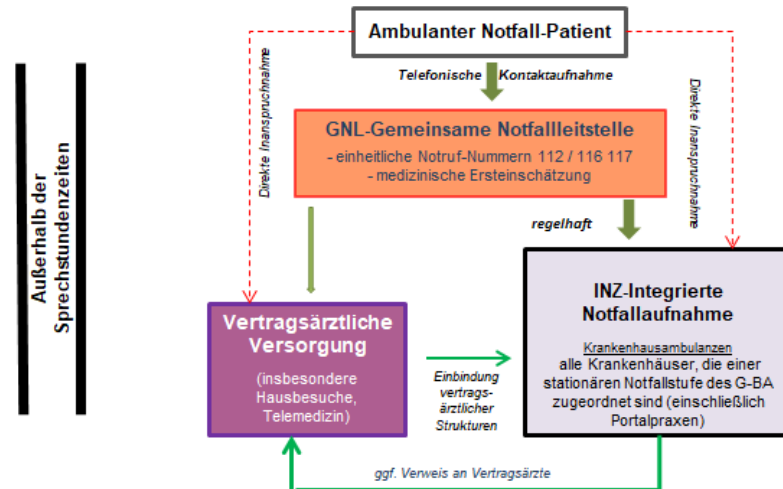 Ambulanter Notfall-Patient
Telefonische Kontaktaufnahme
Direkte Inanspruchnahme
Direkte Inanspruchnahme
GNL-Gemeinsame Notfallleitstelle
- einheitliche Notruf-Nummern 112 / 116 117
- medizinische Ersteinschätzung
regelhaft
Außerhalb der
Sprechstundenzeiten
Vertragsärztliche
Versorgung
(insbesondere
Hausbesuche,
Telemedizin)
Einbindung
vertrags-
ärztlicher
Strukturen
INZ-Integrierte
Notfallaufnahme
Krankenhausambulanzen
alle Krankenhäuser, die einer
stationären Notfallstufe des G-BA
zugeordnet sind (einschließlich
Portalpraxen)
ggf. Verweis an Vertragsärzte